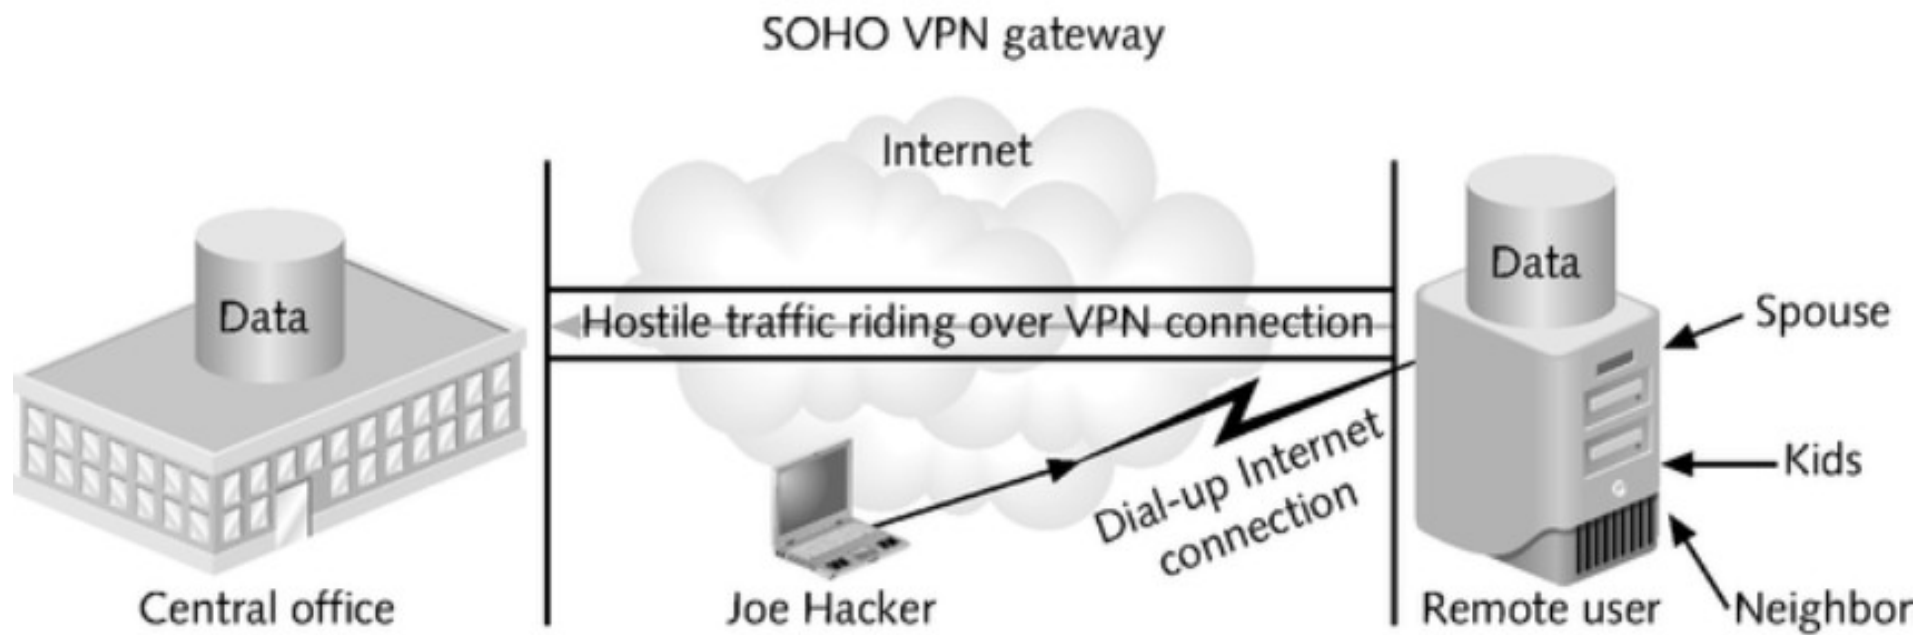 SOHO VPN gateway
Internet
Data
Data
Hostile traffic riding over VPN connection
Spouse
Kids
Dial-up Internet
connection
Central office
Joe Hacker
Remote user
Neighbor